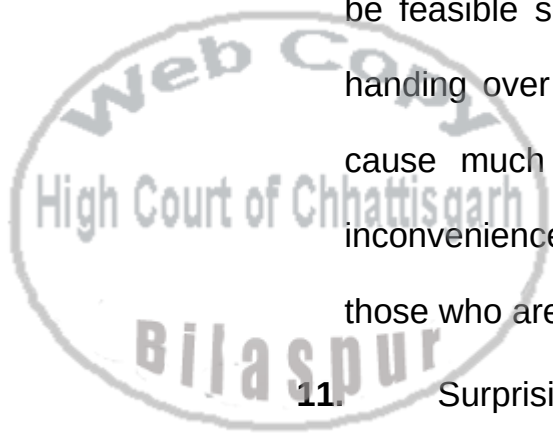 Web Copy
High Court of Chhattisgarh
Bilaspur
be feasible s
handing over
cause much
inconvenience
those who are
11. Surprisi